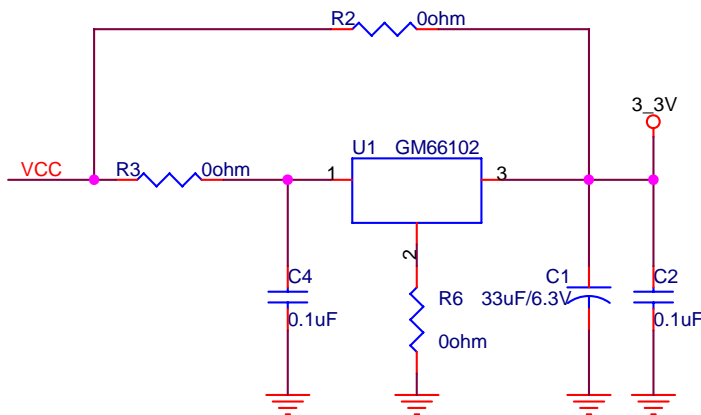 R2 0ohm
3_3V
U1 GM66102
VCC
R3 0ohm
1
3
2
C4
0.1uF
R6
0ohm
C1
33uF/6.3V
C2
0.1uF